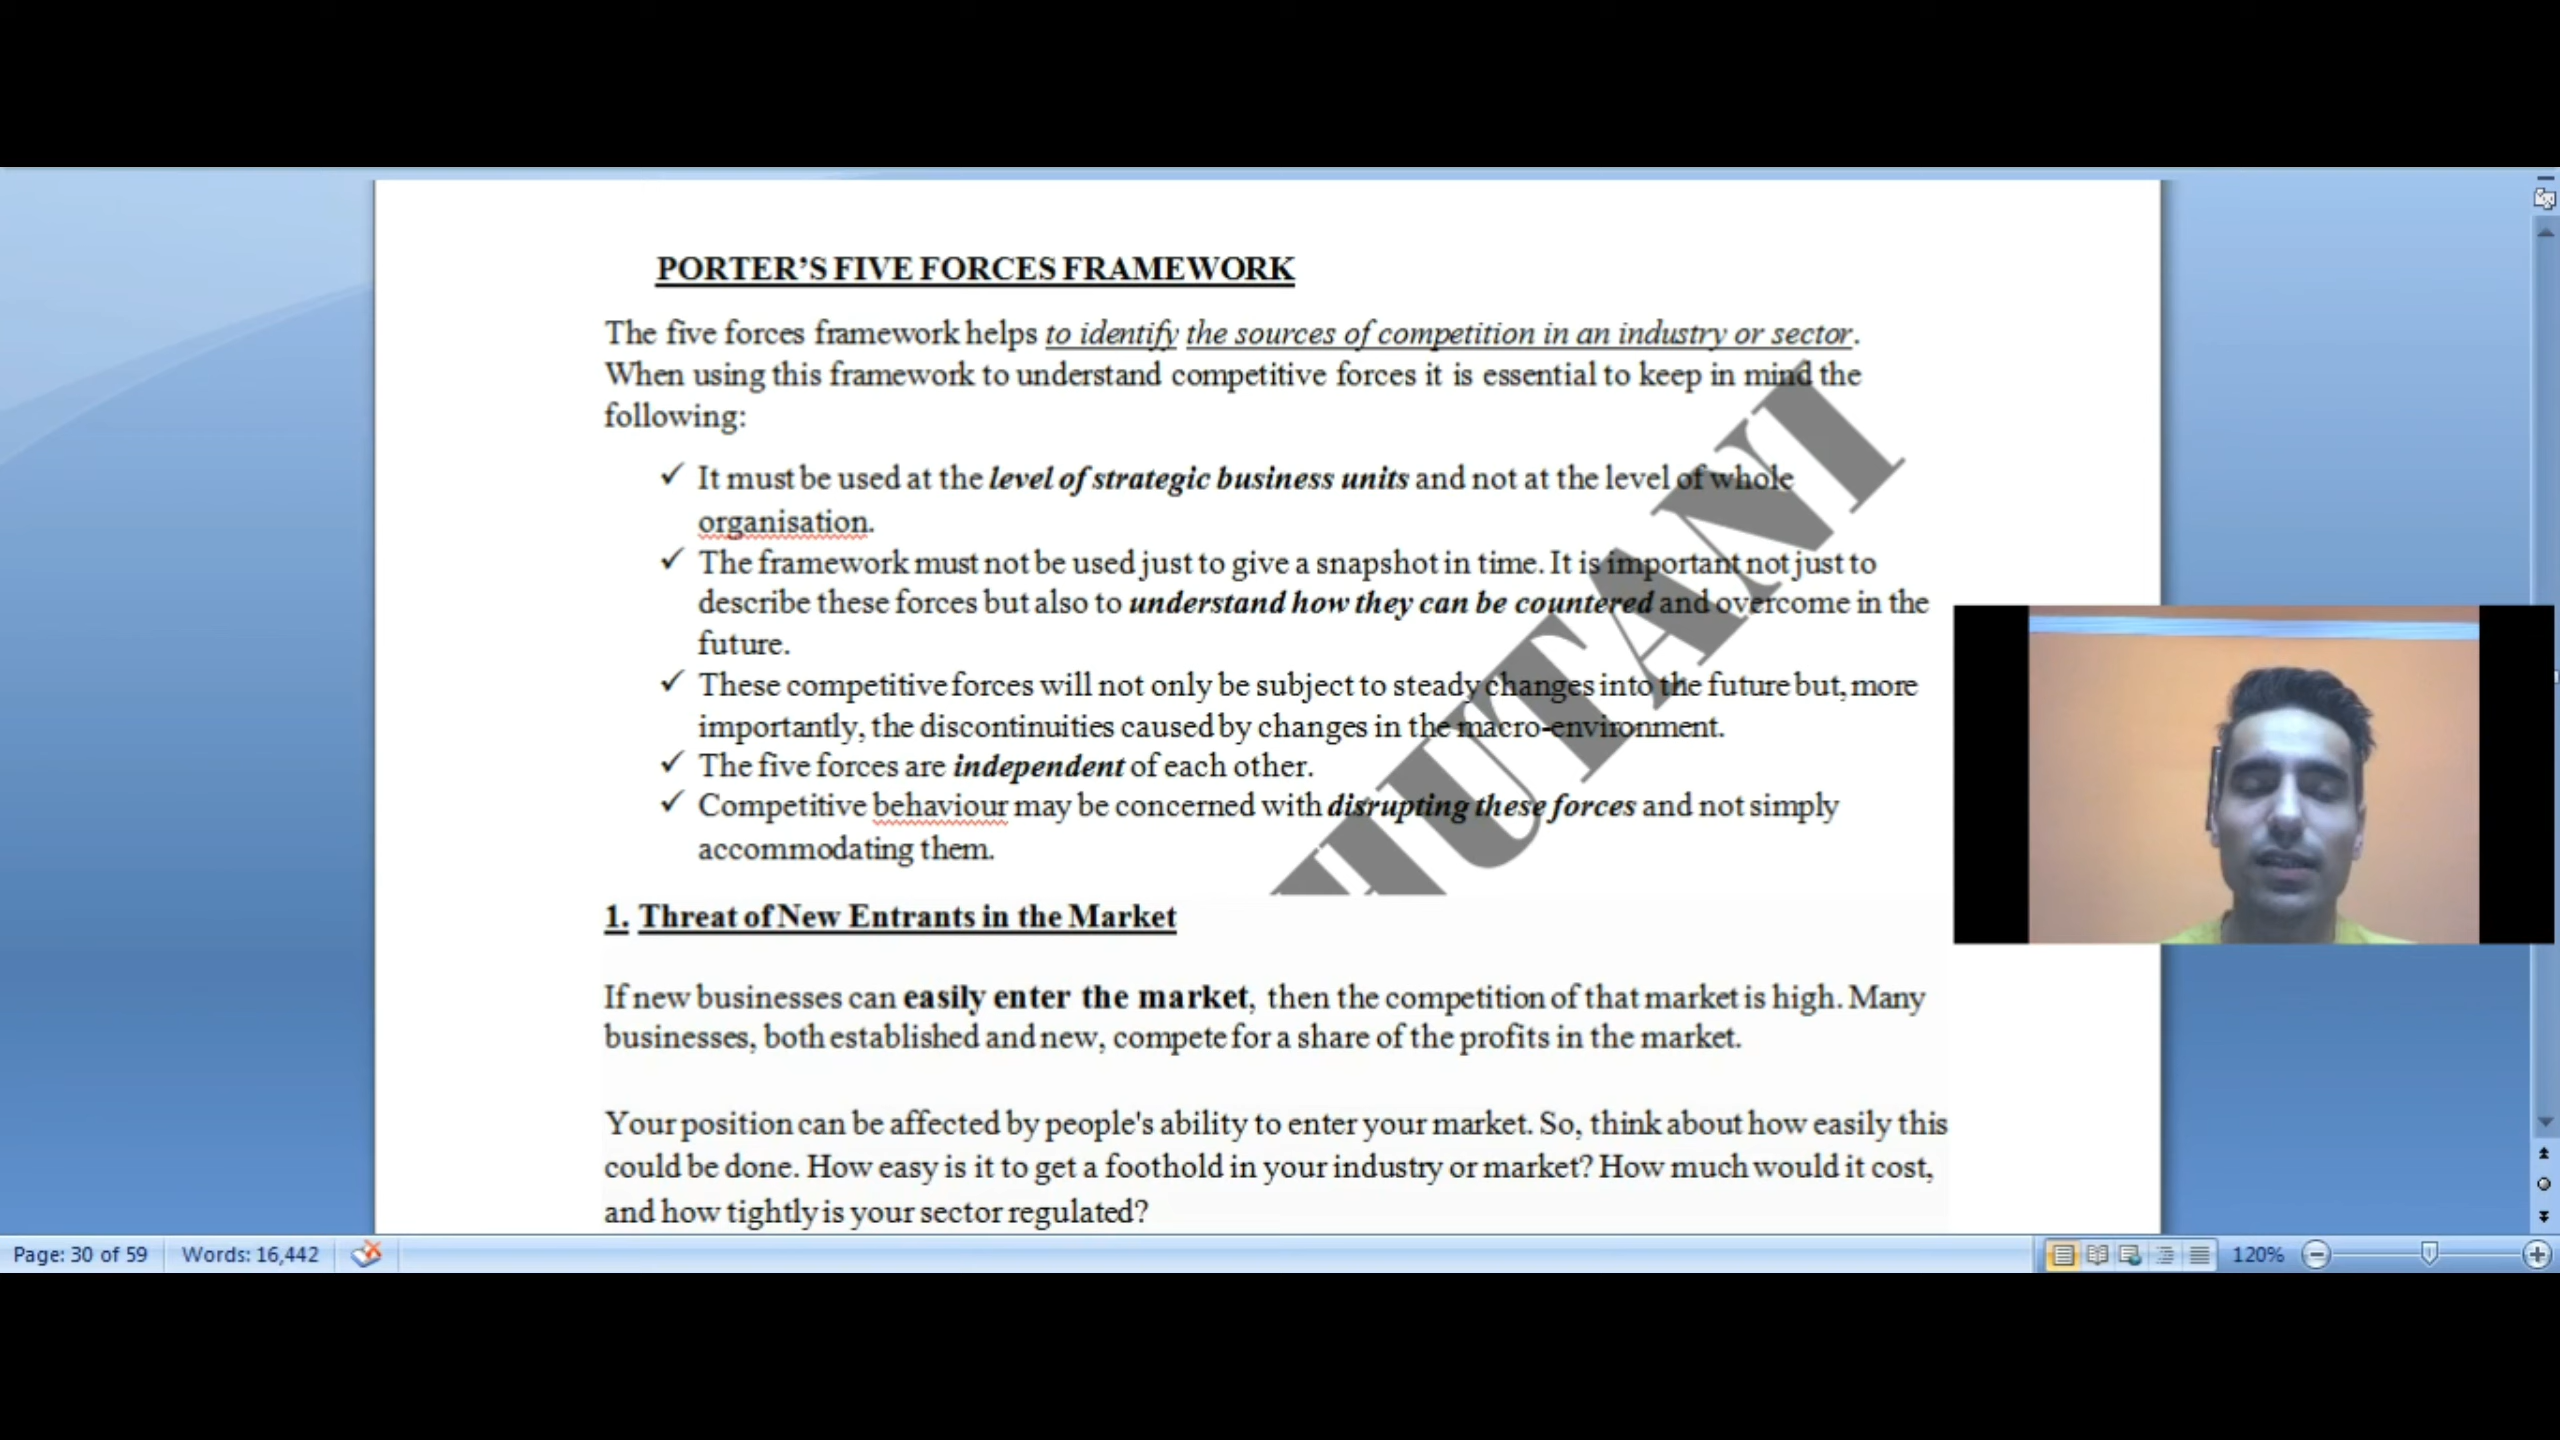 PORTER'S FIVE FORCES FRAMEWORK
The five forces framework helps to identify the sources of competition in an industry or sector.
When using this framework to understand competitive forces it is essential to keep in mind the
following:
✓ It must be used at the level of strategic business units and not at the level of whole
organisation.
✓ The framework must not be used just to give a snapshot in time. It is important not just to
describe these forces but also to understand how they can be countered and overcome in the
future.
✓ These competitive forces will not only be subject to steady changes into the future but, more
importantly, the discontinuities caused by changes in the macro-environment.
✓ The five forces are independent of each other.
✓ Competitive behaviour may be concerned with disrupting these forces and not simply
accommodating them.
1. Threat of New Entrants in the Market
If new businesses can easily enter the market, then the competition of that market is high. Many
businesses, both established and new, compete for a share of the profits in the market.
Your position can be affected by people's ability to enter your market. So, think about how easily this
could be done. How easy is it to get a foothold in your industry or market? How much would it cost,
and how tightly is your sector regulated?
Page: 30 of 59 Words: 16,442 120%